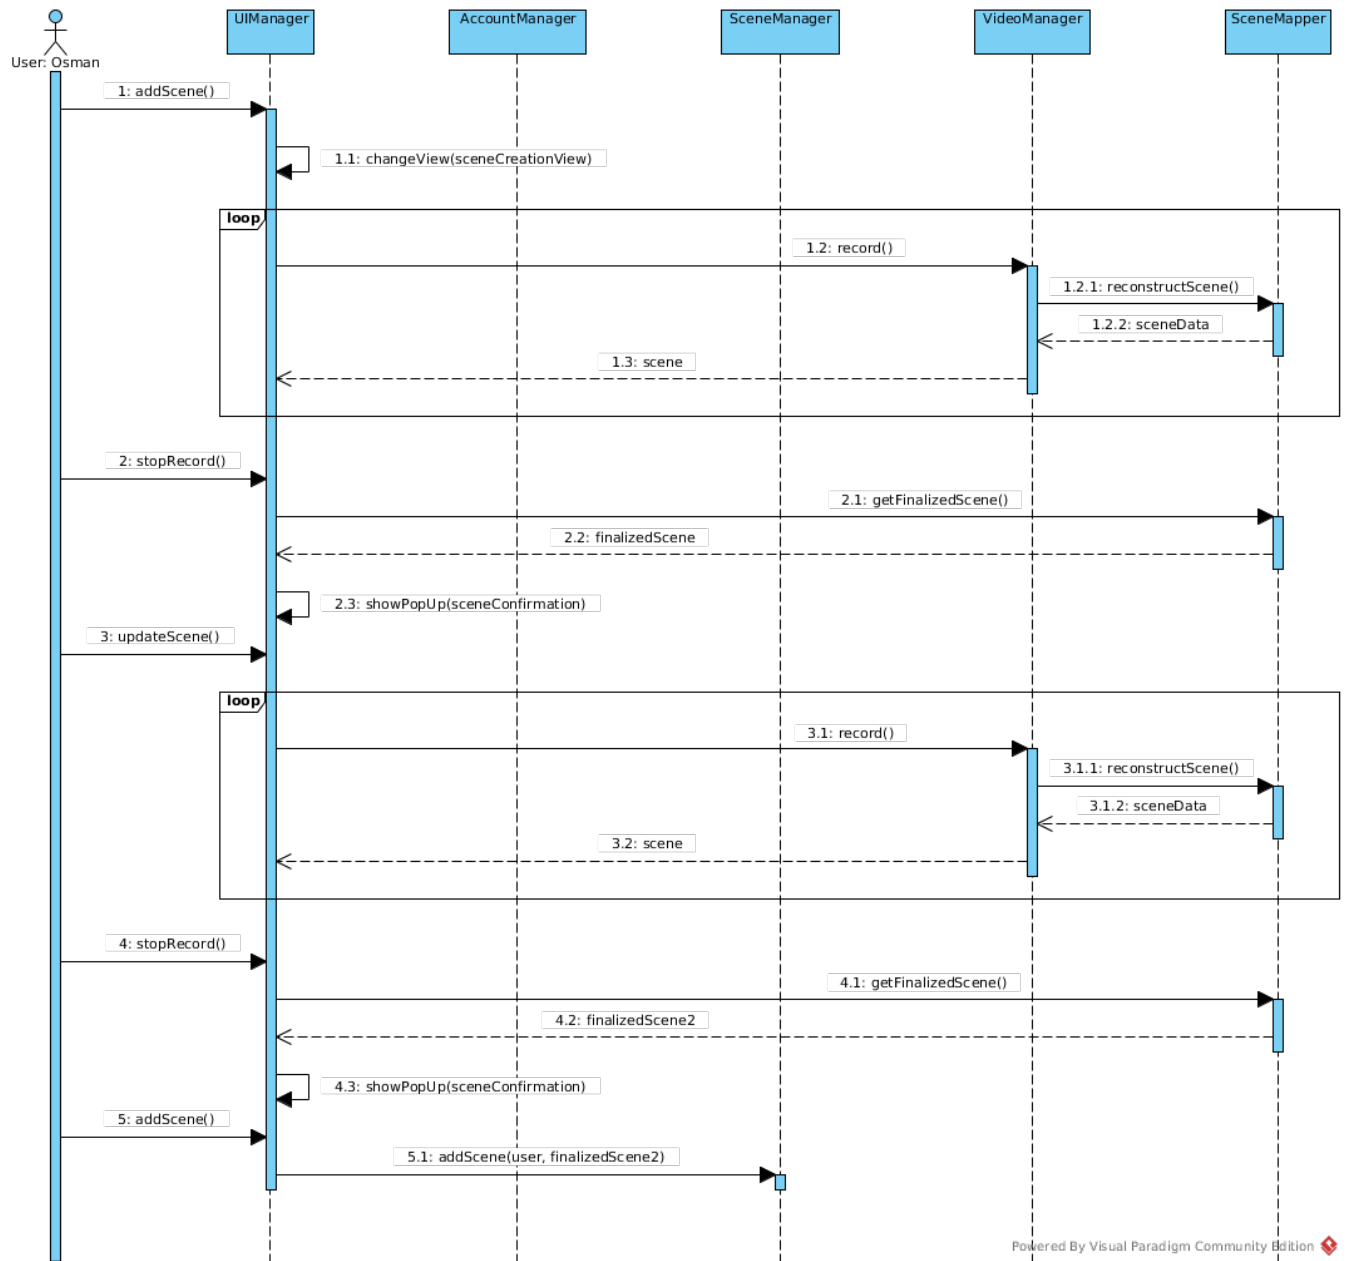 UIManager
AccountManager
SceneManager
VideoManager
SceneMapper
User: Osman
1: addScene()
1.1: changeView(sceneCreationView)
loop
1.2: record()
1.2.1: reconstructScene()
1.2.2: sceneData
1.3: scene
2: stopRecord()
2.1: getFinalizedScene()
2.2: finalizedScene
2.3: showPopUp(sceneConfirmation)
3: updateScene()
loop
3.1: record()
3.1.1: reconstructScene()
3.1.2: sceneData
3.2: scene
4: stopRecord()
4.1: getFinalizedScene()
4.2: finalizedScene2
4.3: showPopUp(sceneConfirmation)
5: addScene()
5.1: addScene(user, finalizedScene2)
Powered By Visual Paradigm Community Edition